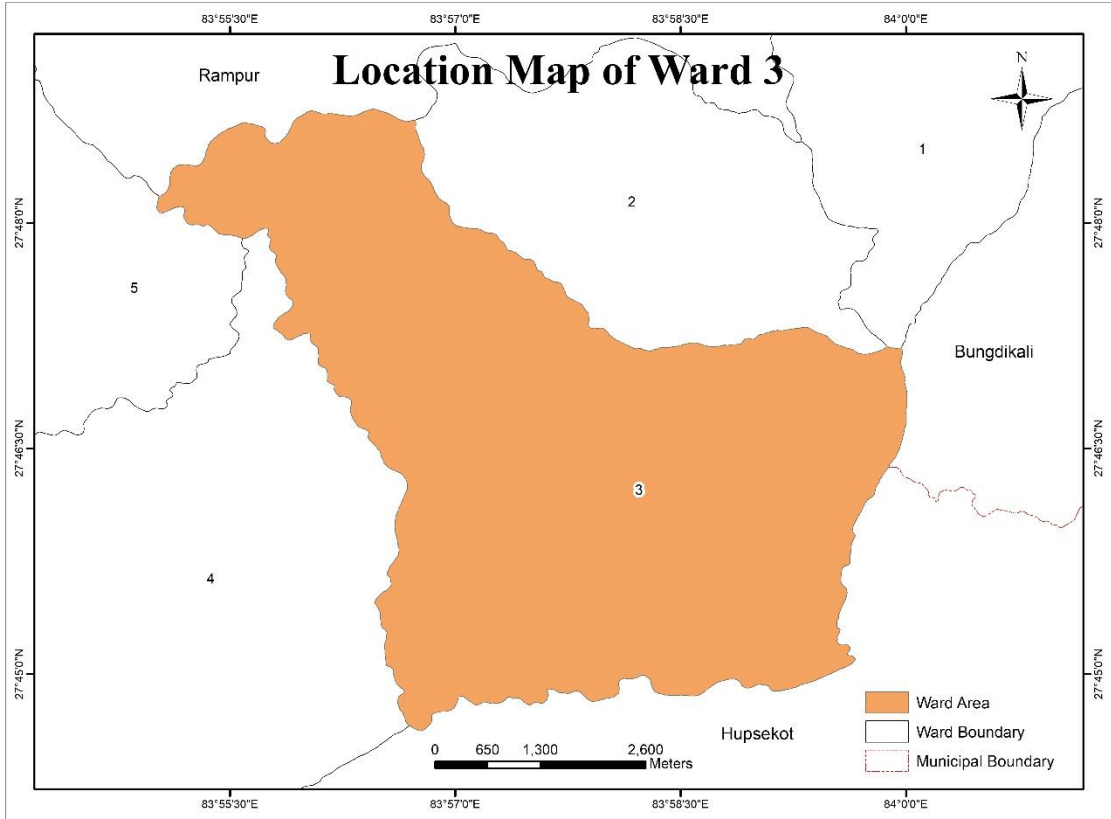 83°55'30"E 83°57'0"E 83°58'30"E 84°0'0"E
Location Map of Ward 3
Rampur
N
1
2
27°48'0"N 27°48'0"N
5
Bungdikali
27°46'30"N 27°46'30"N
3
4
27°45'0"N 27°45'0"N
Ward Area
Hupsekot
Ward Boundary
Municipal Boundary
0 650 1,300 2,600
Meters
83°55'30"E 83°57'0"E 83°58'30"E 84°0'0"E